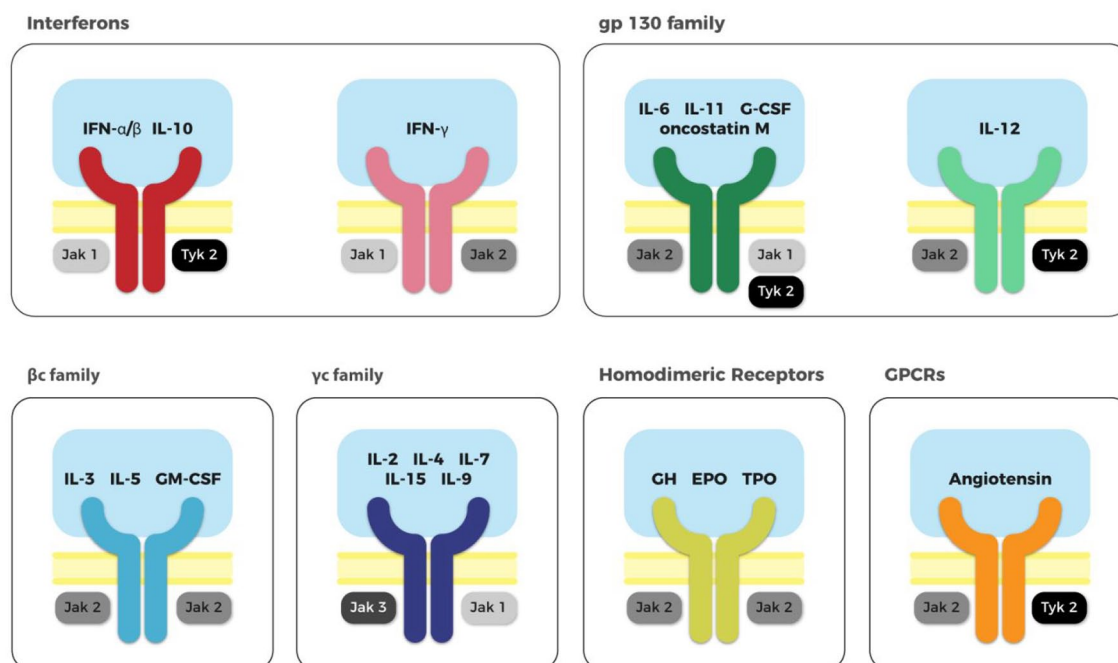 Interferons
IFN-α/β IL-10
Jak 1
Tyk 2
IFN-γ
Jak 1
Jak 2
gp 130 family
IL-6 IL-11 G-CSF
oncostatin M
Jak 2
Jak 1
Tyk 2
IL-12
Jak 2
Tyk 2
βc family
IL-3 IL-5 GM-CSF
Jak 2
Jak 2
γc family
IL-2 IL-4 IL-7
IL-15 IL-9
Jak 3
Jak 1
Homodimeric Receptors
GH EPO TPO
Jak 2
Jak 2
GPCRs
Angiotensin
Jak 2
Tyk 2